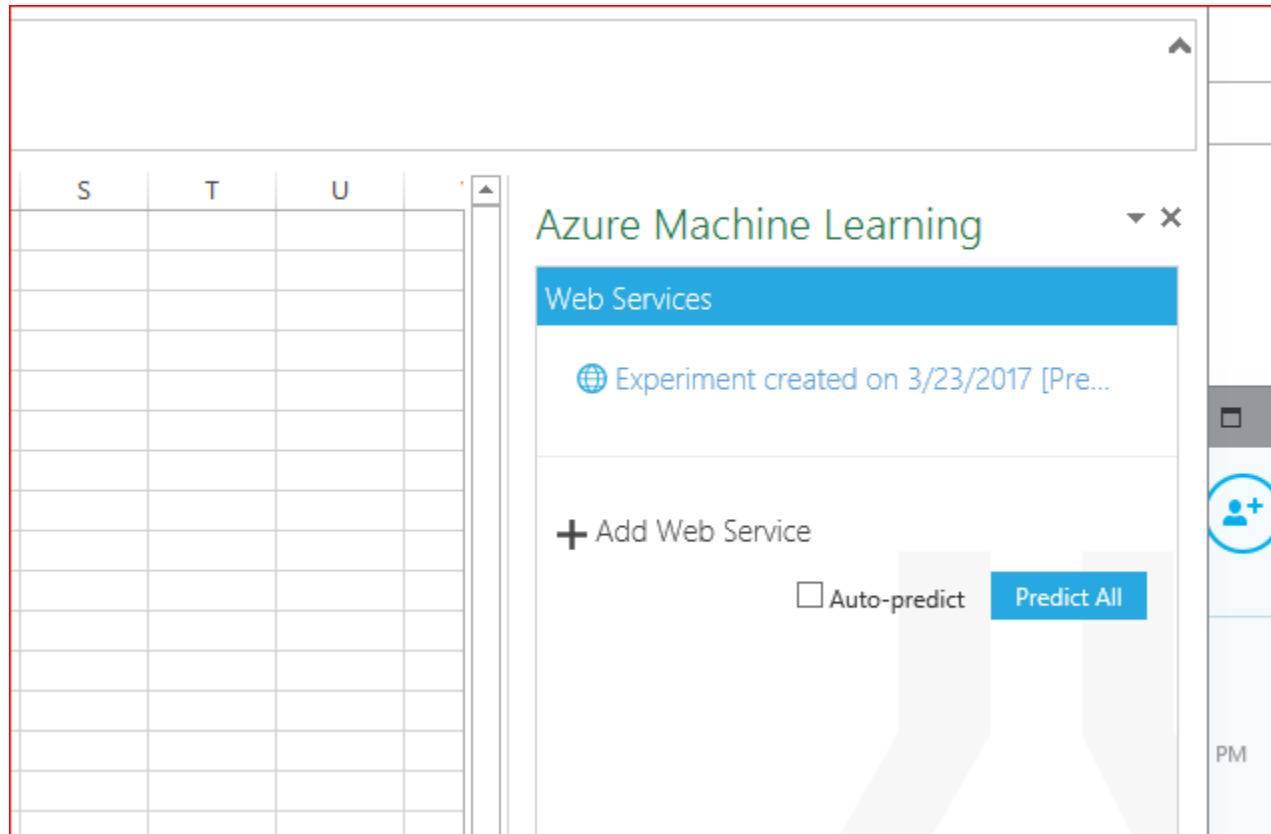 S T U
Azure Machine Learning
Web Services
Experiment created on 3/23/2017 [Pre...
Add Web Service
Auto-predict Predict All
PM